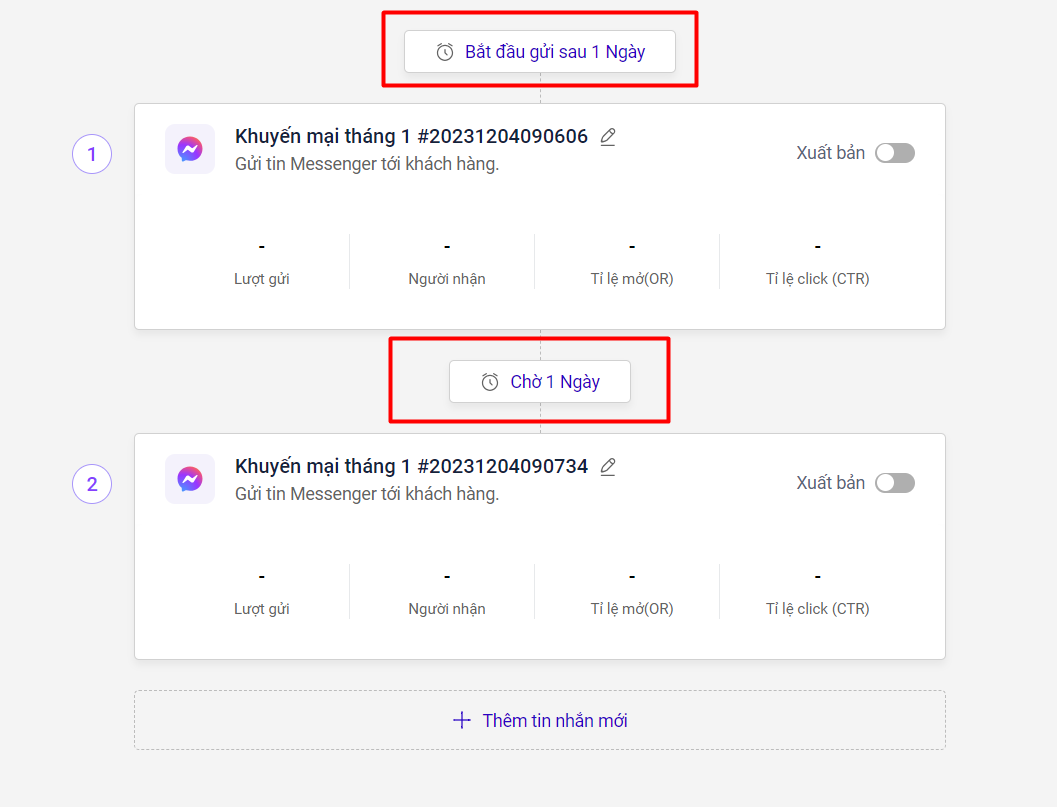 Bắt đầu gửi sau 1 Ngày
1
Khuyến mại tháng 1 #20231204090606
Gửi tin Messenger tới khách hàng.
Xuất bản
- - - -
Lượt gửi Người nhận Tỉ lệ mở(OR) Tỉ lệ click (CTR)
Chờ 1 Ngày
2
Khuyến mại tháng 1 #20231204090734
Gửi tin Messenger tới khách hàng.
Xuất bản
- - - -
Lượt gửi Người nhận Tỉ lệ mở(OR) Tỉ lệ click (CTR)
Thêm tin nhắn mới